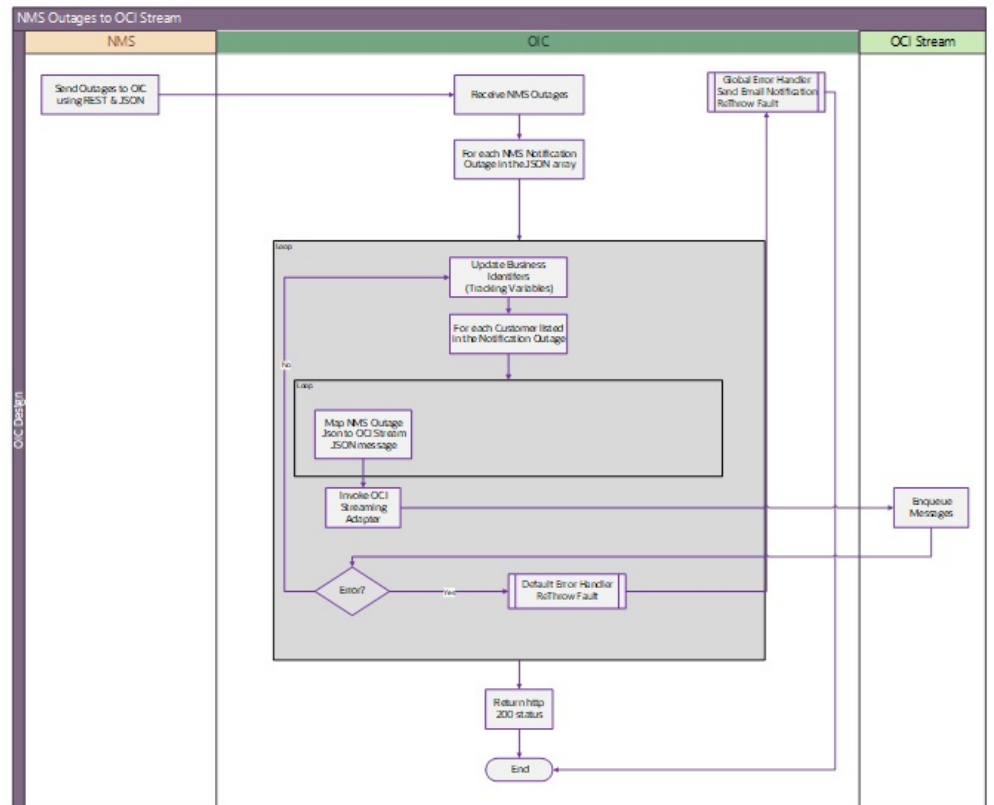 NMS Outages to OCI Stream
NMS
OIC
OCI Stream
OIC Design
Send Outages to OIC
using REST & JSON
Receive NMS Outages
Global Error Handler
Send Email Notification
ReThrow Fault
For each NMS Notification
Outage in the JSON array
Loop
Update Business
Identifers
(Tracking Variables)
For each Customer listed
in the Notification Outage
No
Loop
Map NMS Outage
Json to OCI Stream
JSON message
Invoke OCI
Streaming
Adapter
Enqueue
Messages
Error?
Yes
Default Error Handler
ReThrow Fault
Return http
200 status
End